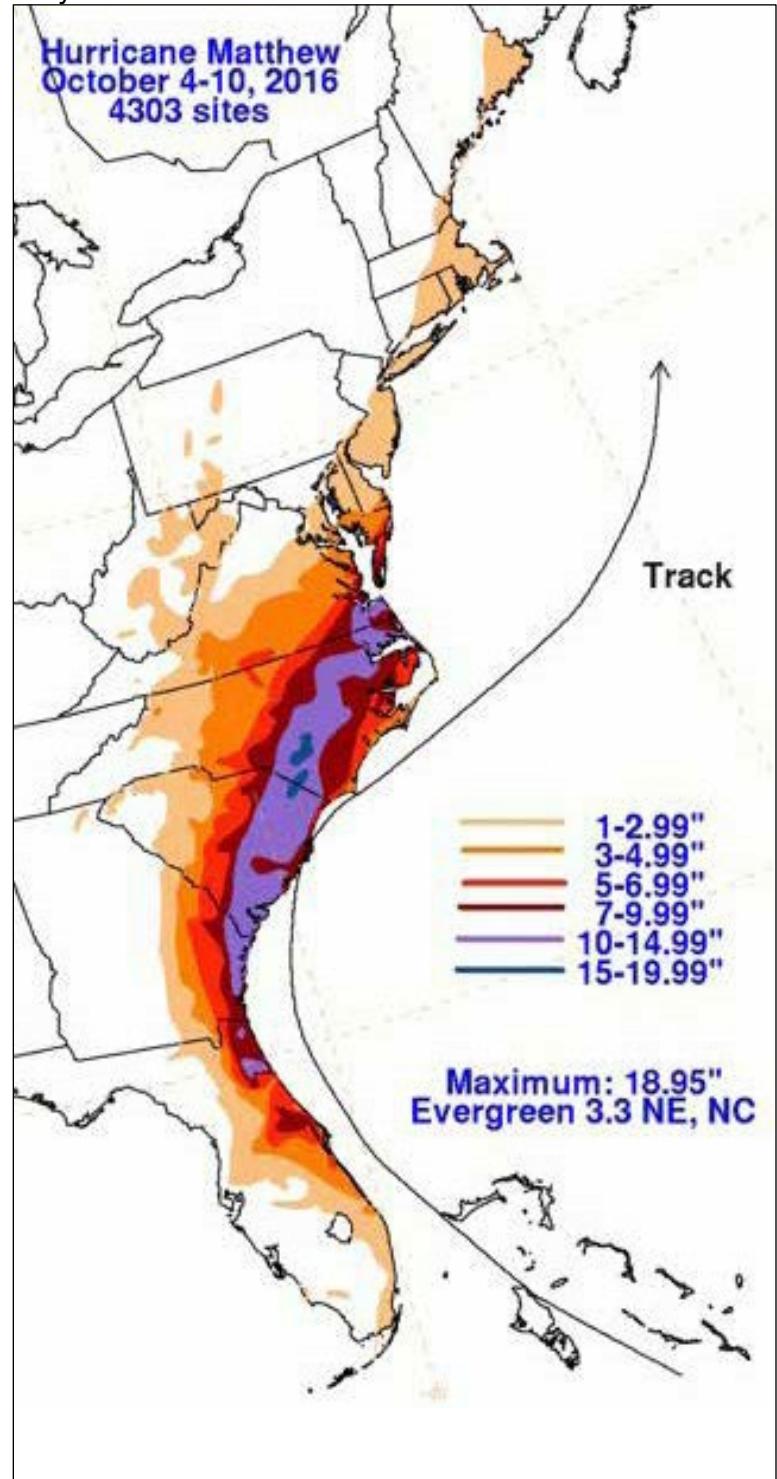 Hurricane Matthew
October 4-10, 2016
4303 sites
Track
1-2.99"
3-4.99"
5-6.99"
7-9.99"
10-14.99"
15-19.99"
Maximum: 18.95"
Evergreen 3.3 NE, NC